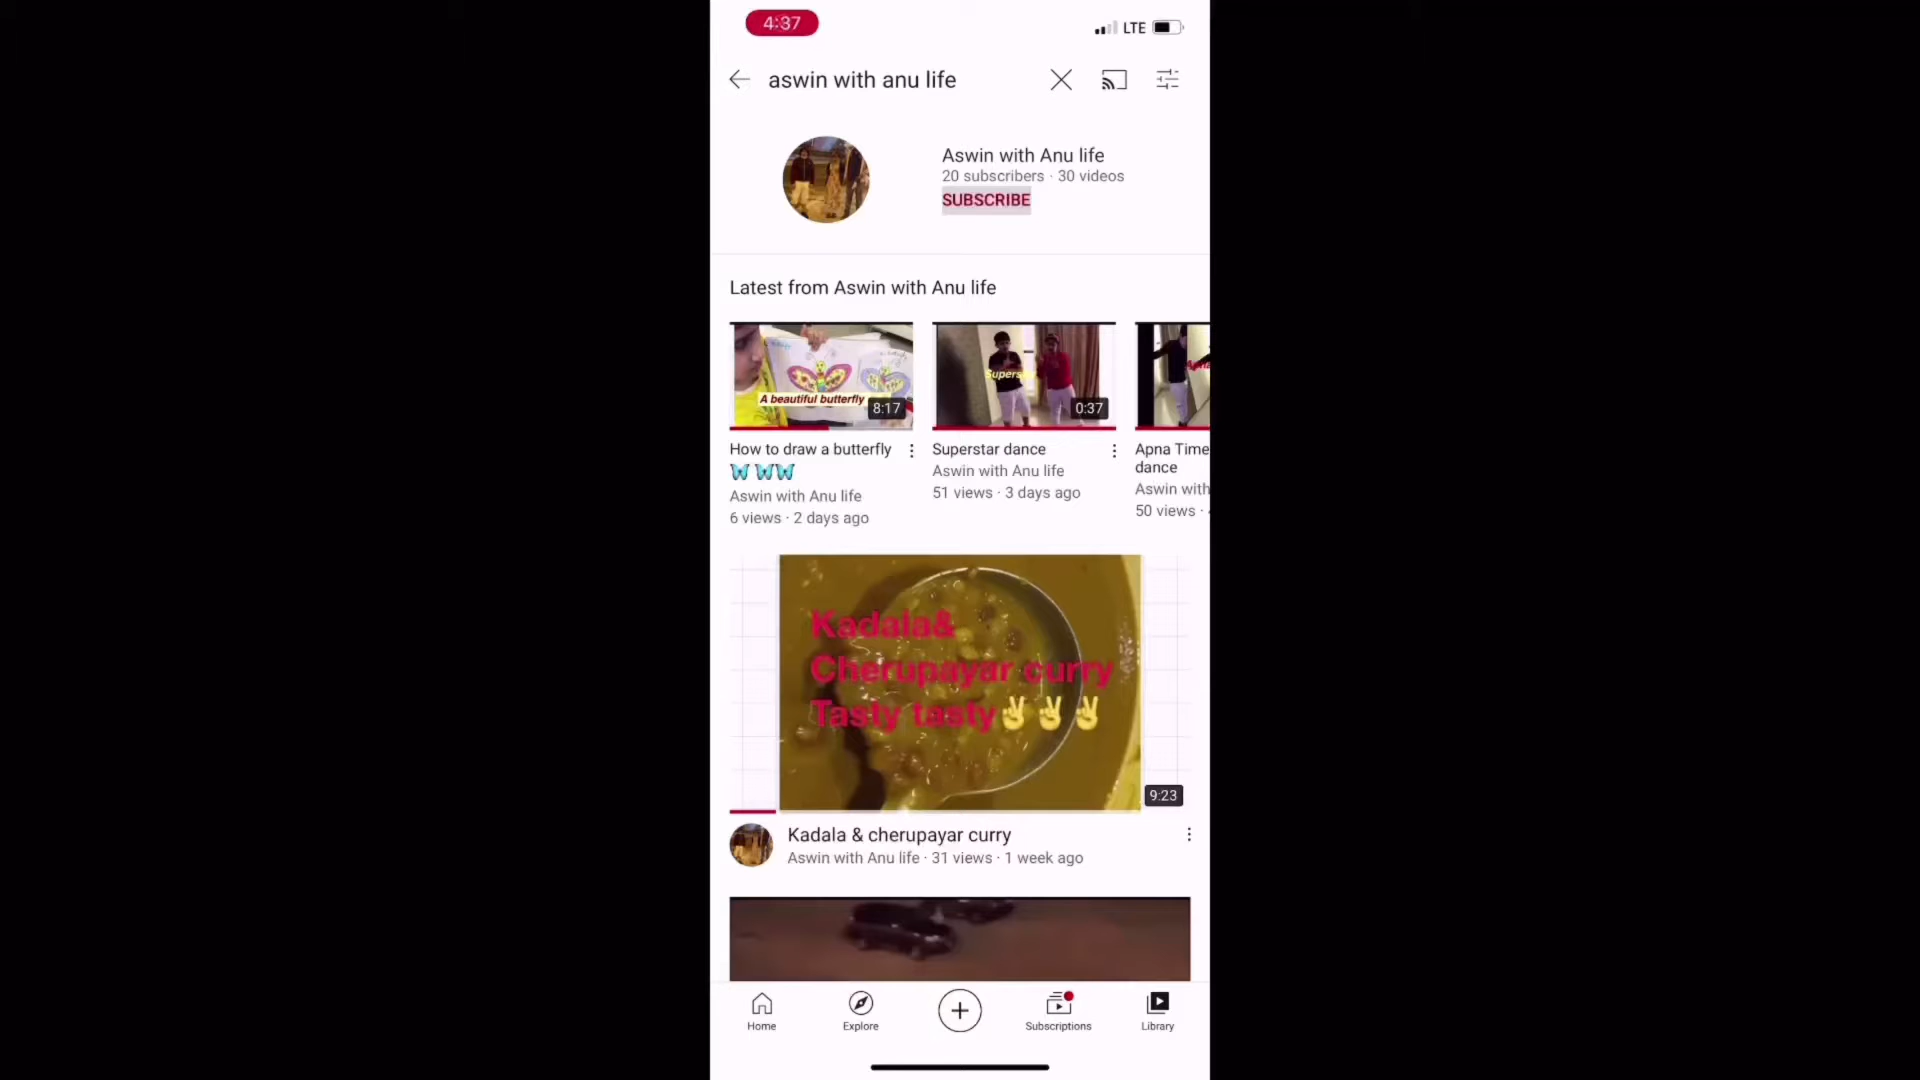 4:37
LTE
aswin with anu life
Aswin with Anu life
20 subscribers · 30 videos
SUBSCRIBE
Latest from Aswin with Anu life
A beautiful butterfly
8:17
0:37
How to draw a butterfly
🦋 🦋🦋
Aswin with Anu life
6 views · 2 days ago
Superstar dance
Aswin with Anu life
51 views · 3 days ago
Apna Time
dance
Aswin with
50 views ·
Kadala&
Cherupayar curry
Tasty tasty✌️✌️✌️
9:23
Kadala & cherupayar curry
Aswin with Anu life · 31 views · 1 week ago
Home
Explore
Subscriptions
Library